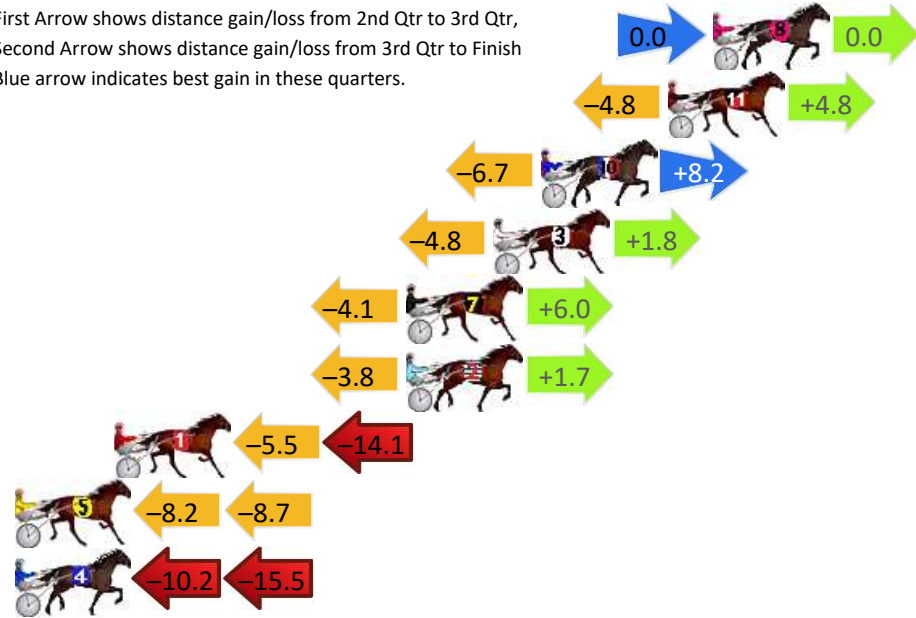 First Arrow shows distance gain/loss from 2nd Qtr to 3rd Qtr,
Second Arrow shows distance gain/loss from 3rd Qtr to Finish
Blue arrow indicates best gain in these quarters.
0.0 8 0.0
–4.8 11 +4.8
–6.7 10 +8.2
–4.8 3 +1.8
–4.1 7 +6.0
–3.8 2 +1.7
1 –5.5 –14.1
5 –8.2 –8.7
4 –10.2 –15.5